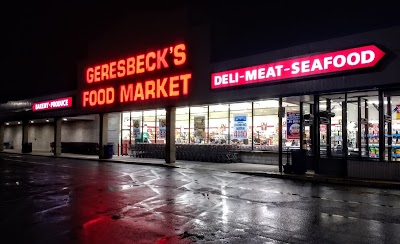 GERESBECK'S
FOOD MARKET
DELI-MEAT-SEAFOOD
BAKERY-PRODUCE